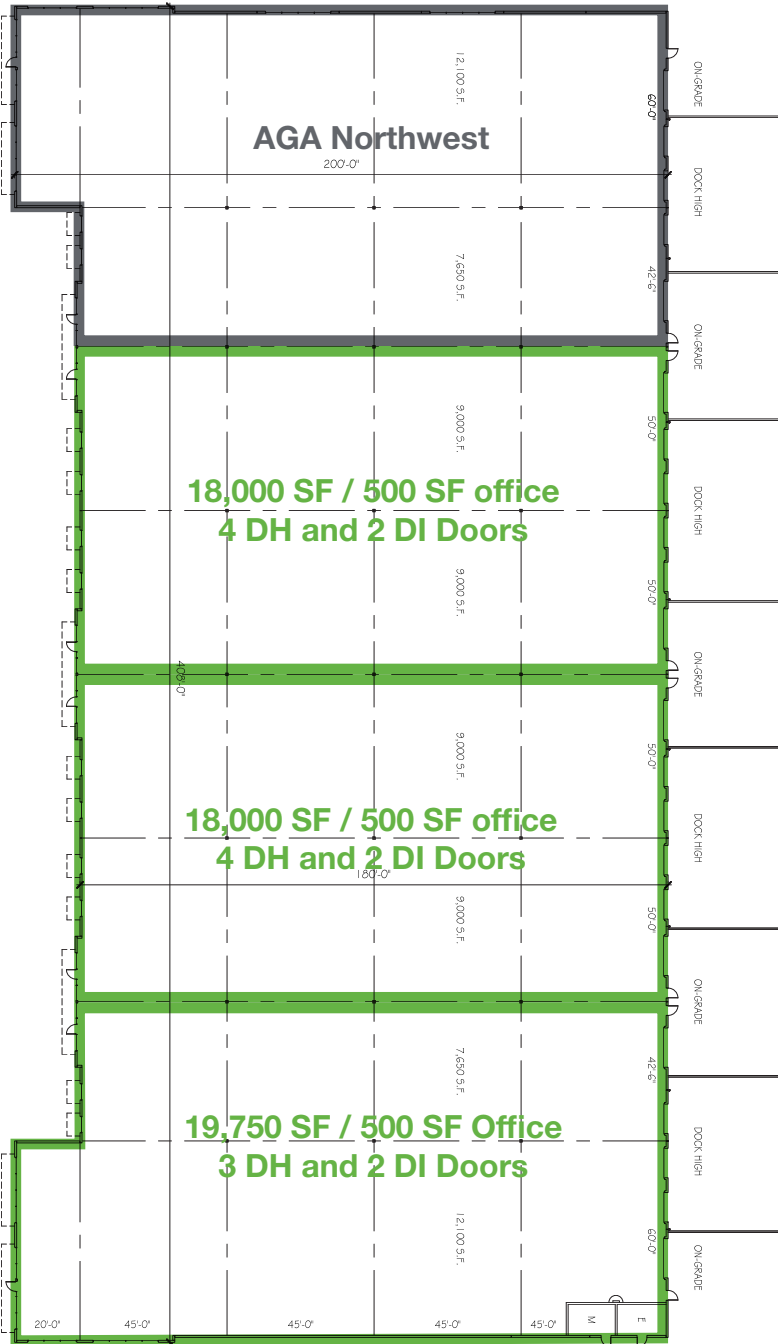 12,100 S.F.
60'-0"
ON-GRADE
AGA Northwest
200'-0"
DOCK HIGH
7,650 S.F.
42'-6"
ON-GRADE
9,000 S.F.
50'-0"
18,000 SF / 500 SF office
4 DH and 2 DI Doors
DOCK HIGH
9,000 S.F.
50'-0"
408'-0"
ON-GRADE
9,000 S.F.
50'-0"
18,000 SF / 500 SF office
4 DH and 2 DI Doors
DOCK HIGH
180'-0"
9,000 S.F.
50'-0"
ON-GRADE
7,650 S.F.
42'-6"
19,750 SF / 500 SF Office
3 DH and 2 DI Doors
DOCK HIGH
12,100 S.F.
60'-0"
ON-GRADE
20'-0" 45'-0" 45'-0" 45'-0" 45'-0" M E